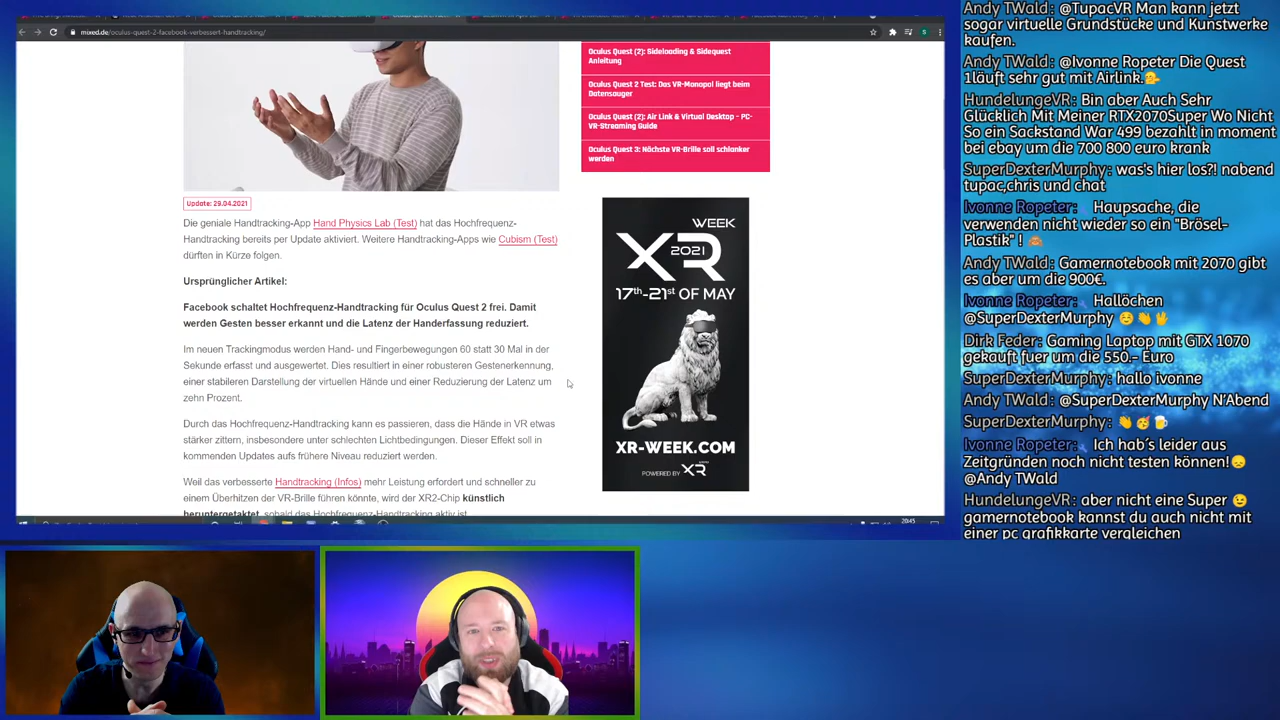 mixed.de/oculus-quest-2-facebook-verbessert-handtracking/
Update: 29.04.2021
Die geniale Handtracking-App Hand Physics Lab (Test) hat das Hochfrequenz-
Handtracking bereits per Update aktiviert. Weitere Handtracking-Apps wie Cubism (Test)
dürften in Kürze folgen.
Ursprünglicher Artikel:
Facebook schaltet Hochfrequenz-Handtracking für Oculus Quest 2 frei. Damit
werden Gesten besser erkannt und die Latenz der Handerfassung reduziert.
Im neuen Trackingmodus werden Hand- und Fingerbewegungen 60 statt 30 Mal in der
Sekunde erfasst und ausgewertet. Dies resultiert in einer robusteren Gestenerkennung,
einer stabileren Darstellung der virtuellen Hände und einer Reduzierung der Latenz um
zehn Prozent.
Durch das Hochfrequenz-Handtracking kann es passieren, dass die Hände in VR etwas
stärker zittern, insbesondere unter schlechten Lichtbedingungen. Dieser Effekt soll in
kommenden Updates aufs frühere Niveau reduziert werden.
Weil das verbesserte Handtracking (Infos) mehr Leistung erfordert und schneller zu
einem Überhitzen der VR-Brille führen könnte, wird der XR2-Chip künstlich
heruntergetaktet, sobald das Hochfrequenz-Handtracking aktiv ist.
Oculus Quest (2): Sideloading & Sidequest
Anleitung
Oculus Quest 2 Test: Das VR-Monopol liegt beim
Datensauger
Oculus Quest (2): Air Link & Virtual Desktop – PC-
VR-Streaming Guide
Oculus Quest 3: Nächste VR-Brille soll schlanker
werden
WEEK
XR
2021
17th-21st OF MAY
XR-WEEK.COM
POWERED BY XR
20:45
Andy TWald: @TupacVR Man kann jetzt
sogar virtuelle Grundstücke und Kunstwerke
kaufen.
Andy TWald: @Ivonne Ropeter Die Quest
1läuft sehr gut mit Airlink.
HundelungeVR: Bin aber Auch Sehr
Glücklich Mit Meiner RTX2070Super Wo Nicht
So ein Sackstand War 499 bezahlt in moment
bei ebay um die 700 800 euro krank
SuperDexterMurphy: was's hier los?! nabend
tupac,chris und chat
Ivonne Ropeter: Haupsache, die
verwenden nicht wieder so ein "Brösel-
Plastik" !
Andy TWald: Gamernotebook mit 2070 gibt
es aber um die 900€.
Ivonne Ropeter: Hallöchen
@SuperDexterMurphy
Dirk Feder: Gaming Laptop mit GTX 1070
gekauft fuer um die 550.- Euro
SuperDexterMurphy: hallo ivonne
Andy TWald: @SuperDexterMurphy N'Abend
SuperDexterMurphy:
Ivonne Ropeter: Ich hab's leider aus
Zeitgründen noch nicht testen können!
@Andy TWald
HundelungeVR: aber nicht eine Super
gamernotebook kannst du auch nicht mit
einer pc grafikkarte vergleichen